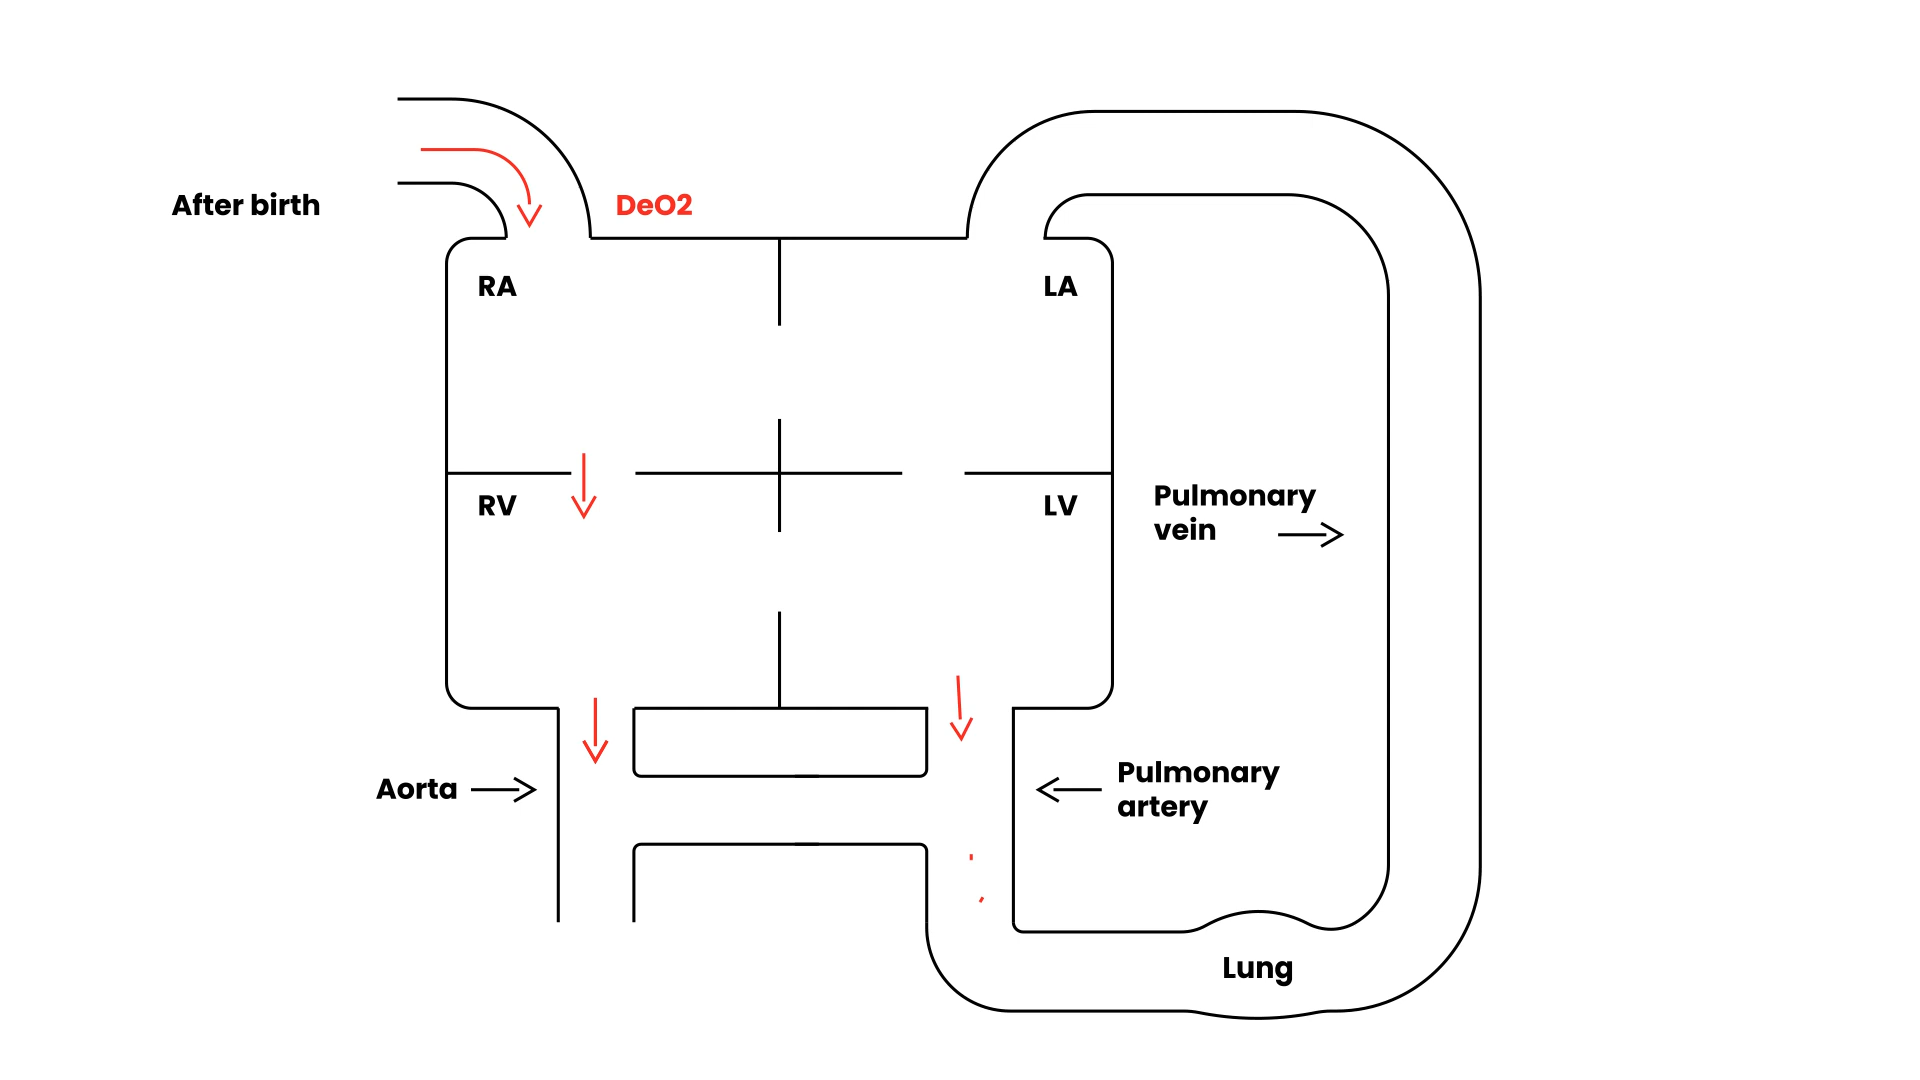 After birth
DeO2
RA
LA
RV
LV
Pulmonary
vein
Aorta
Pulmonary
artery
Lung